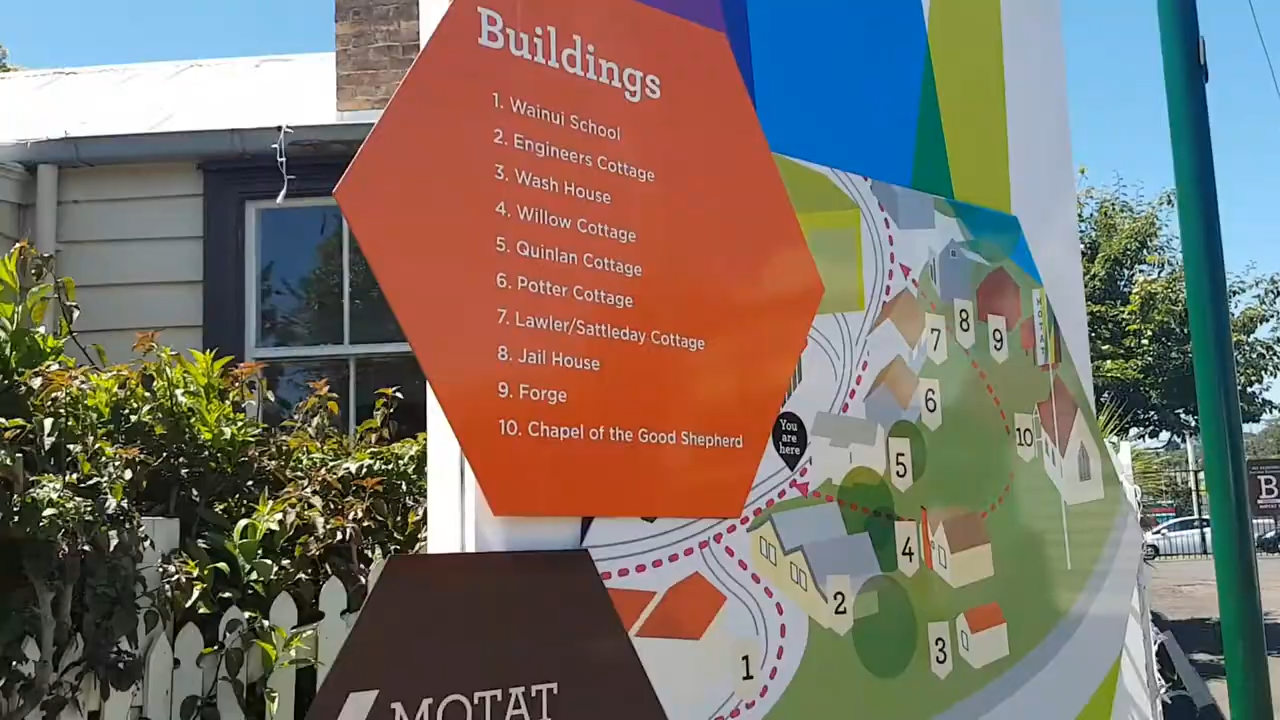 Buildings
1. Wainui School
2. Engineers Cottage
3. Wash House
4. Willow Cottage
5. Quinlan Cottage
6. Potter Cottage
7. Lawler/Sattleday Cottage
8. Jail House
9. Forge
10. Chapel of the Good Shepherd
MOTAT
You
are
here
7
8
9
MOTAT
6
10
5
4
2
3
1
B